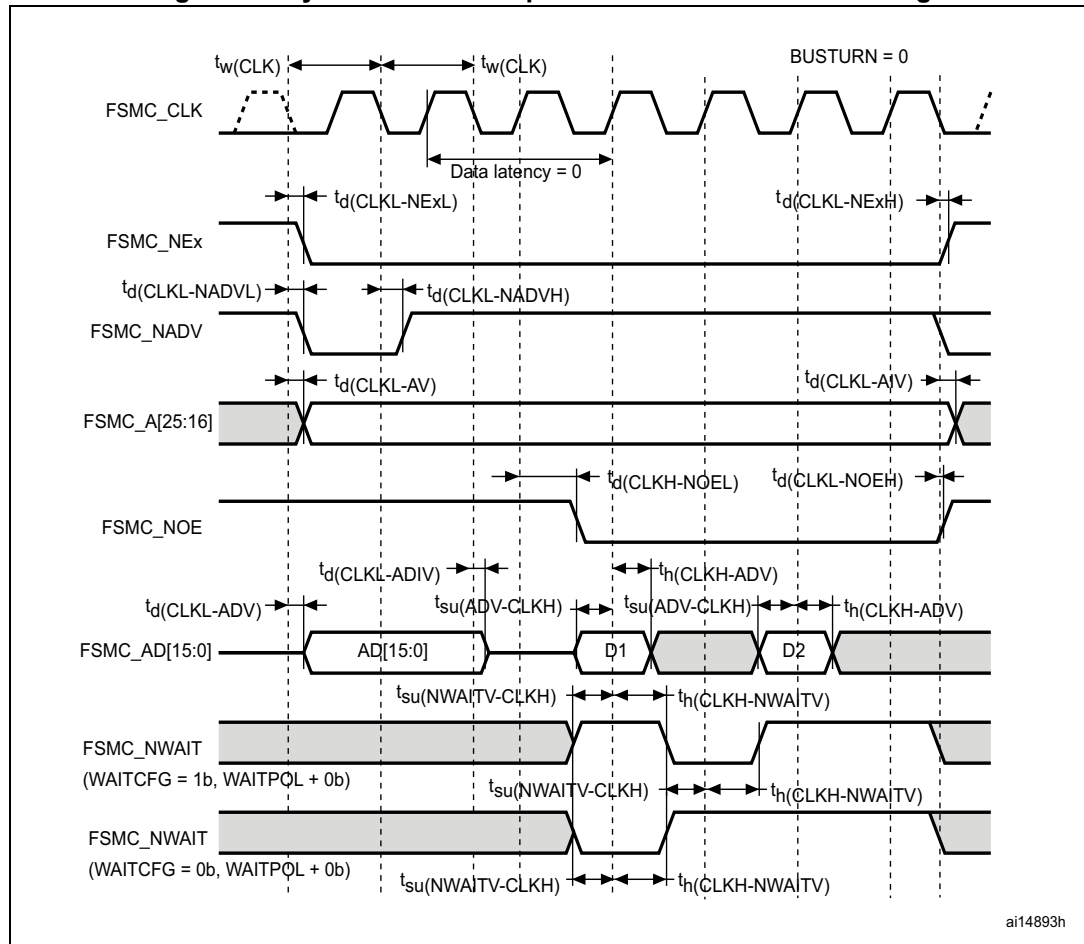 BUSTURN = 0
tw(CLK) tw(CLK)
FSMC_CLK
Data latency = 0
td(CLKL-NExL) td(CLKL-NExH)
FSMC_NEx
td(CLKL-NADVL) td(CLKL-NADVH)
FSMC_NADV
td(CLKL-AV) td(CLKL-AIV)
FSMC_A[25:16]
td(CLKH-NOEL) td(CLKL-NOEH)
FSMC_NOE
td(CLKL-ADIV) th(CLKH-ADV)
td(CLKL-ADV) tsu(ADV-CLKH) tsu(ADV-CLKH) th(CLKH-ADV)
FSMC_AD[15:0] AD[15:0] D1 D2
tsu(NWAITV-CLKH) th(CLKH-NWAITV)
FSMC_NWAIT
(WAITCFG = 1b, WAITPOL + 0b)
tsu(NWAITV-CLKH) th(CLKH-NWAITV)
FSMC_NWAIT
(WAITCFG = 0b, WAITPOL + 0b)
tsu(NWAITV-CLKH) th(CLKH-NWAITV)
ai14893h